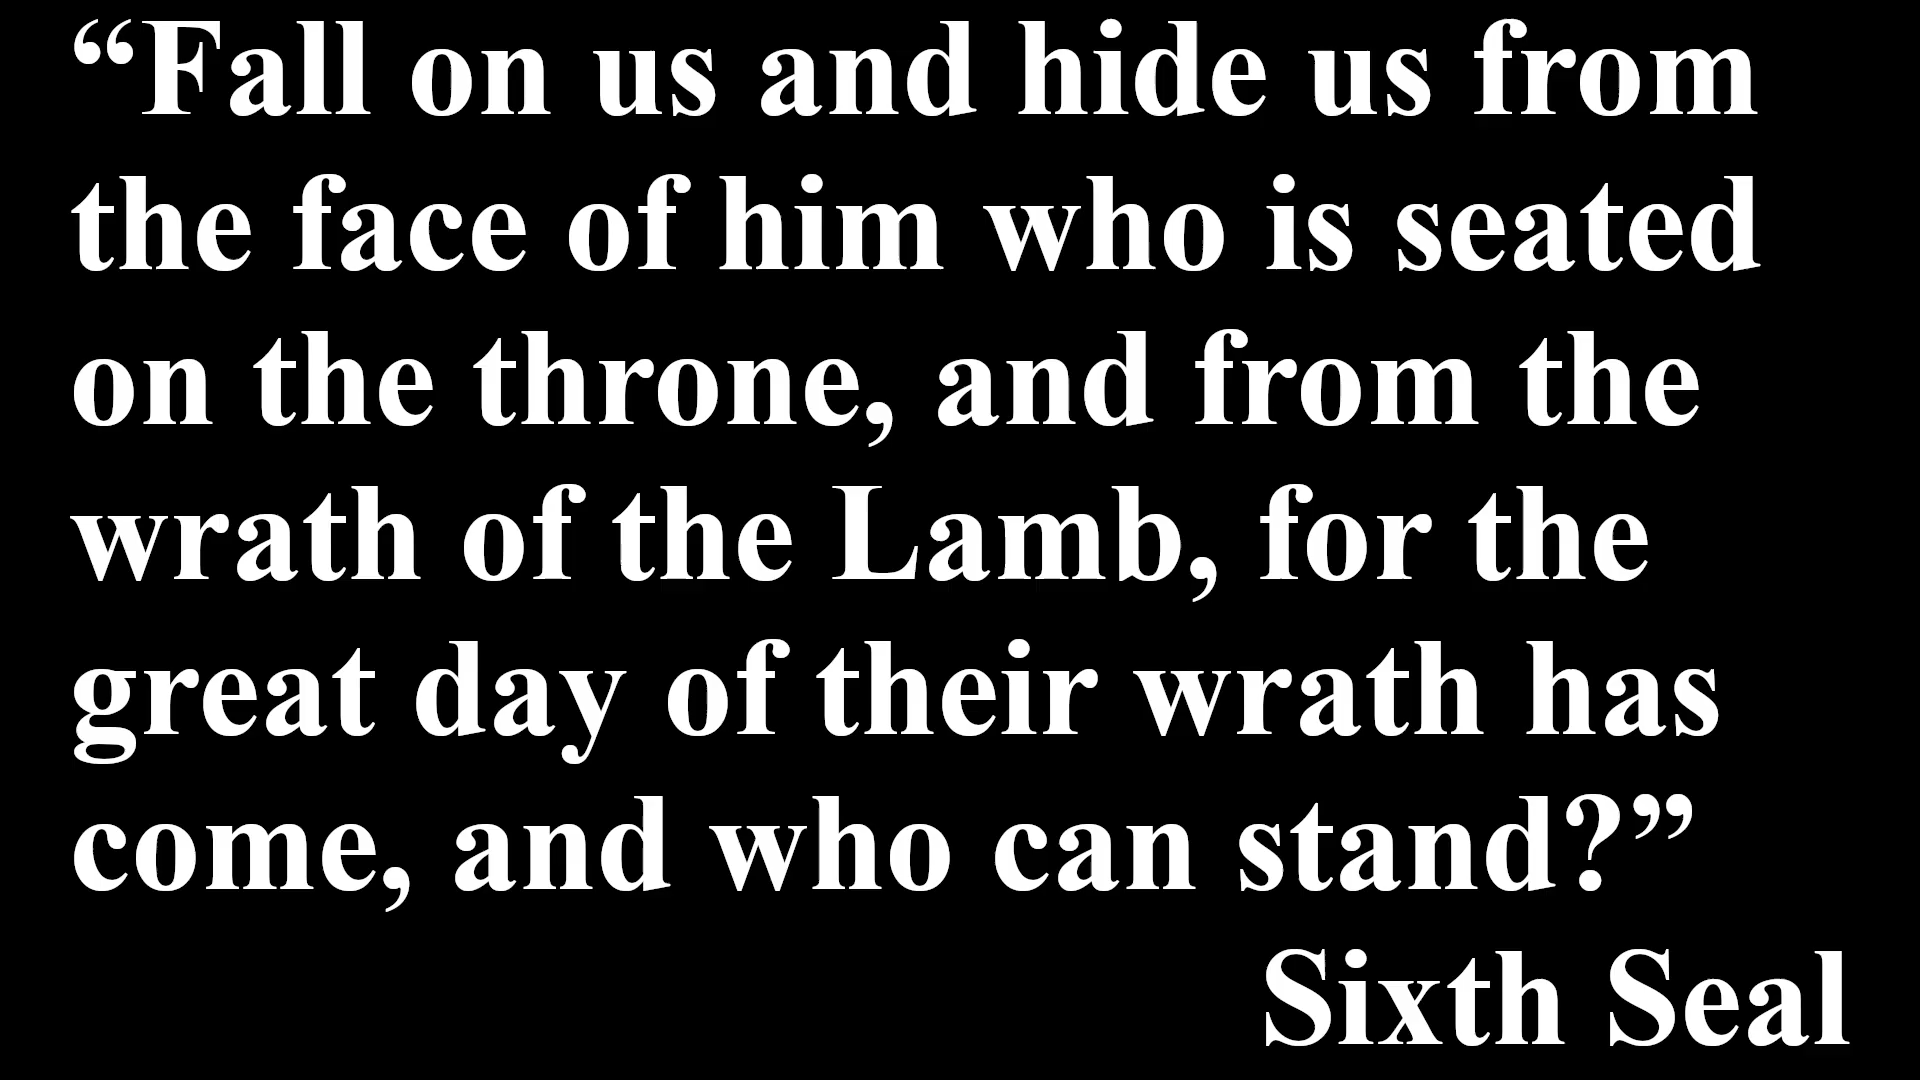 “Fall on us and hide us from
the face of him who is seated
on the throne, and from the
wrath of the Lamb, for the
great day of their wrath has
come, and who can stand?”
Sixth Seal